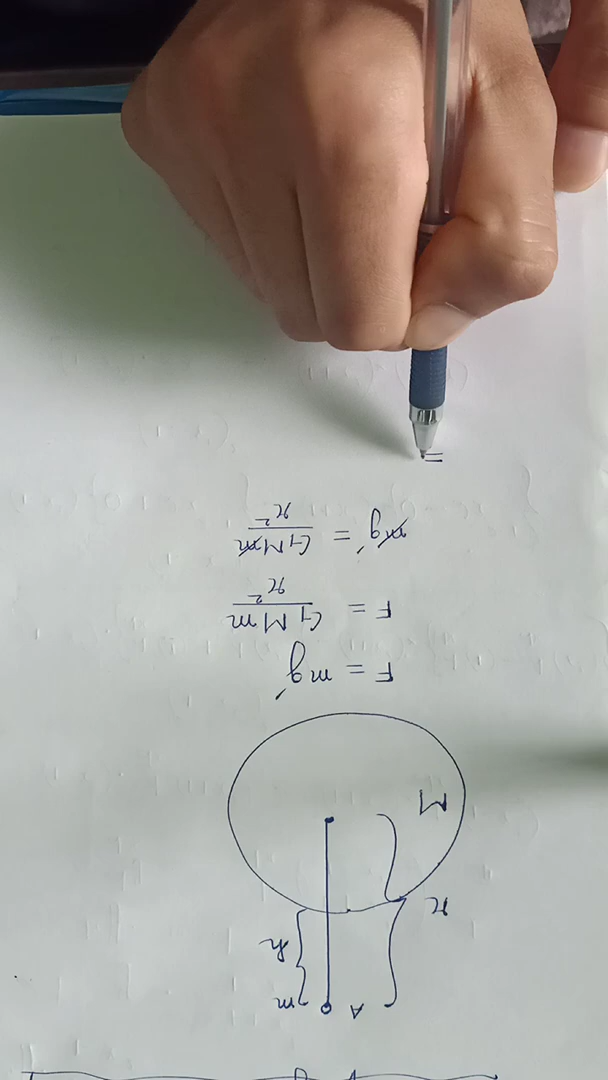 m A
h
r
M
F = mg'
F = GMm/r²
mg' = GMm/r²
=